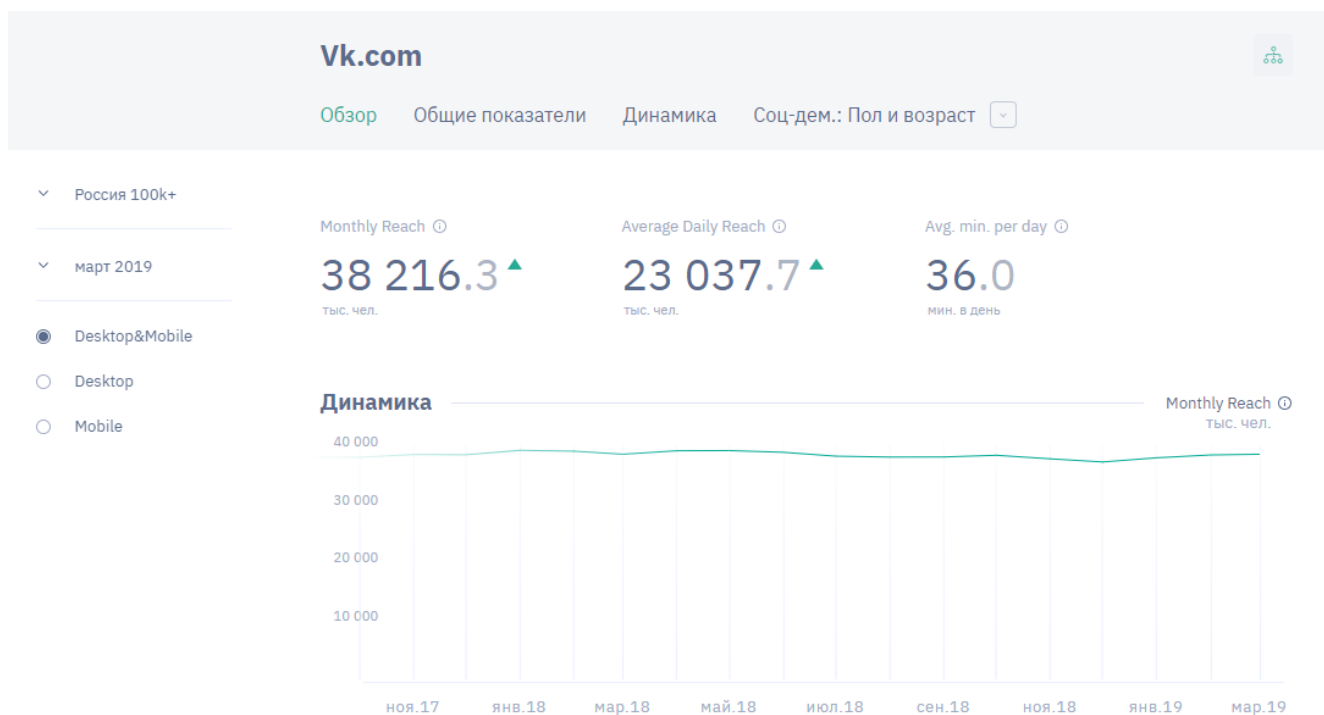 Vk.com
Обзор Общие показатели Динамика Соц-дем.: Пол и возраст
Россия 100k+
март 2019
Desktop&Mobile
Desktop
Mobile
Monthly Reach Average Daily Reach Avg. min. per day
38 216.3 23 037.7 36.0
тыс. чел. тыс. чел. мин. в день
Динамика Monthly Reach
тыс. чел.
40 000
30 000
20 000
10 000
ноя.17 янв.18 мар.18 май.18 июл.18 сен.18 ноя.18 янв.19 мар.19